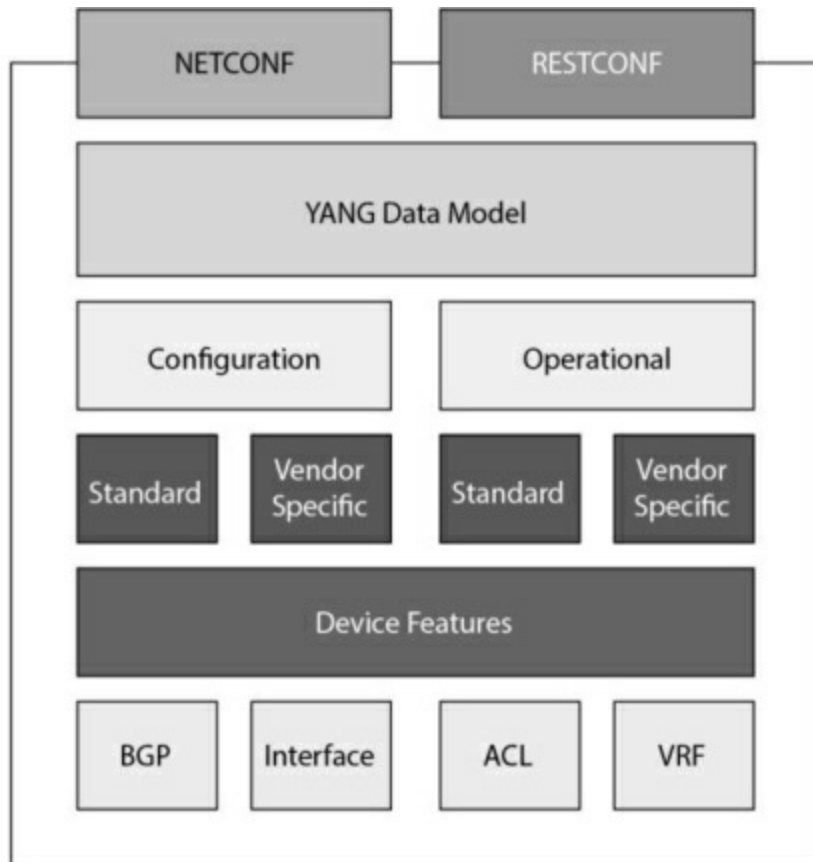 NETCONF
RESTCONF
YANG Data Model
Configuration
Operational
Standard
Vendor
Specific
Standard
Vendor
Specific
Device Features
BGP
Interface
ACL
VRF